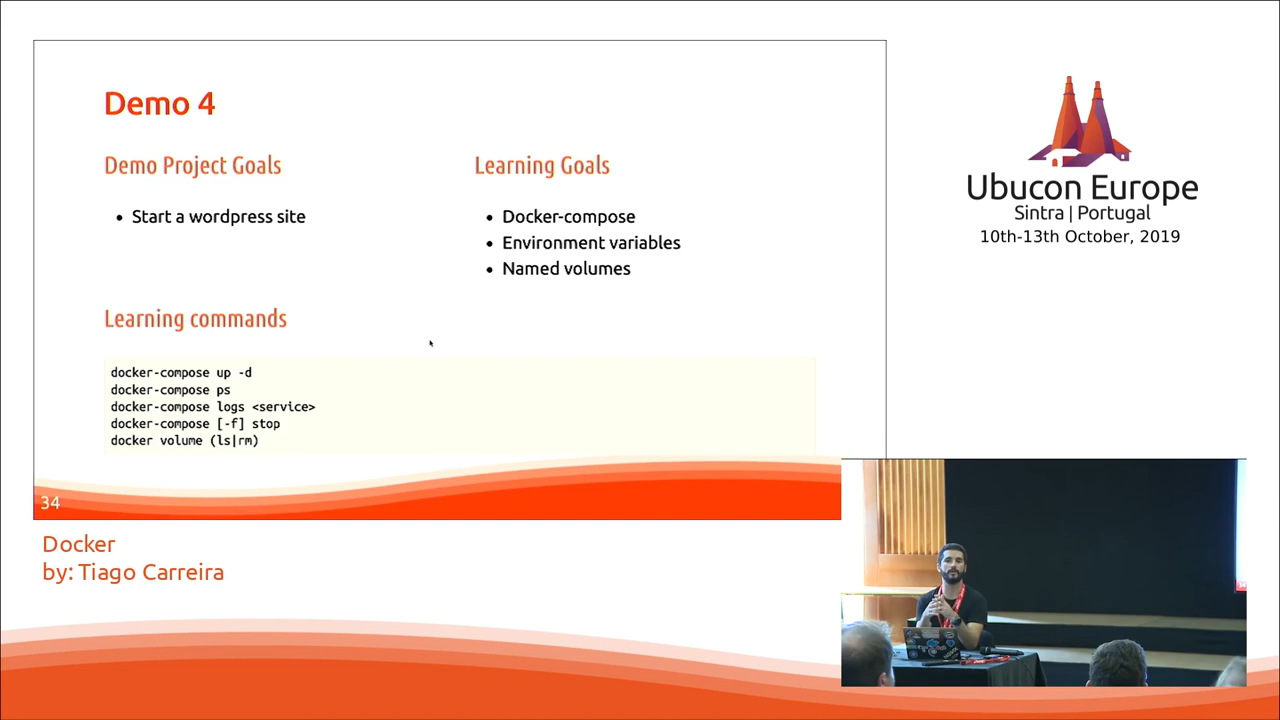 Demo 4
Demo Project Goals
• Start a wordpress site
Learning Goals
• Docker-compose
• Environment variables
• Named volumes
Learning commands
docker-compose up -d
docker-compose ps
docker-compose logs <service>
docker-compose [-f] stop
docker volume (ls|rm)
34
Docker
by: Tiago Carreira
Ubucon Europe
Sintra | Portugal
10th-13th October, 2019